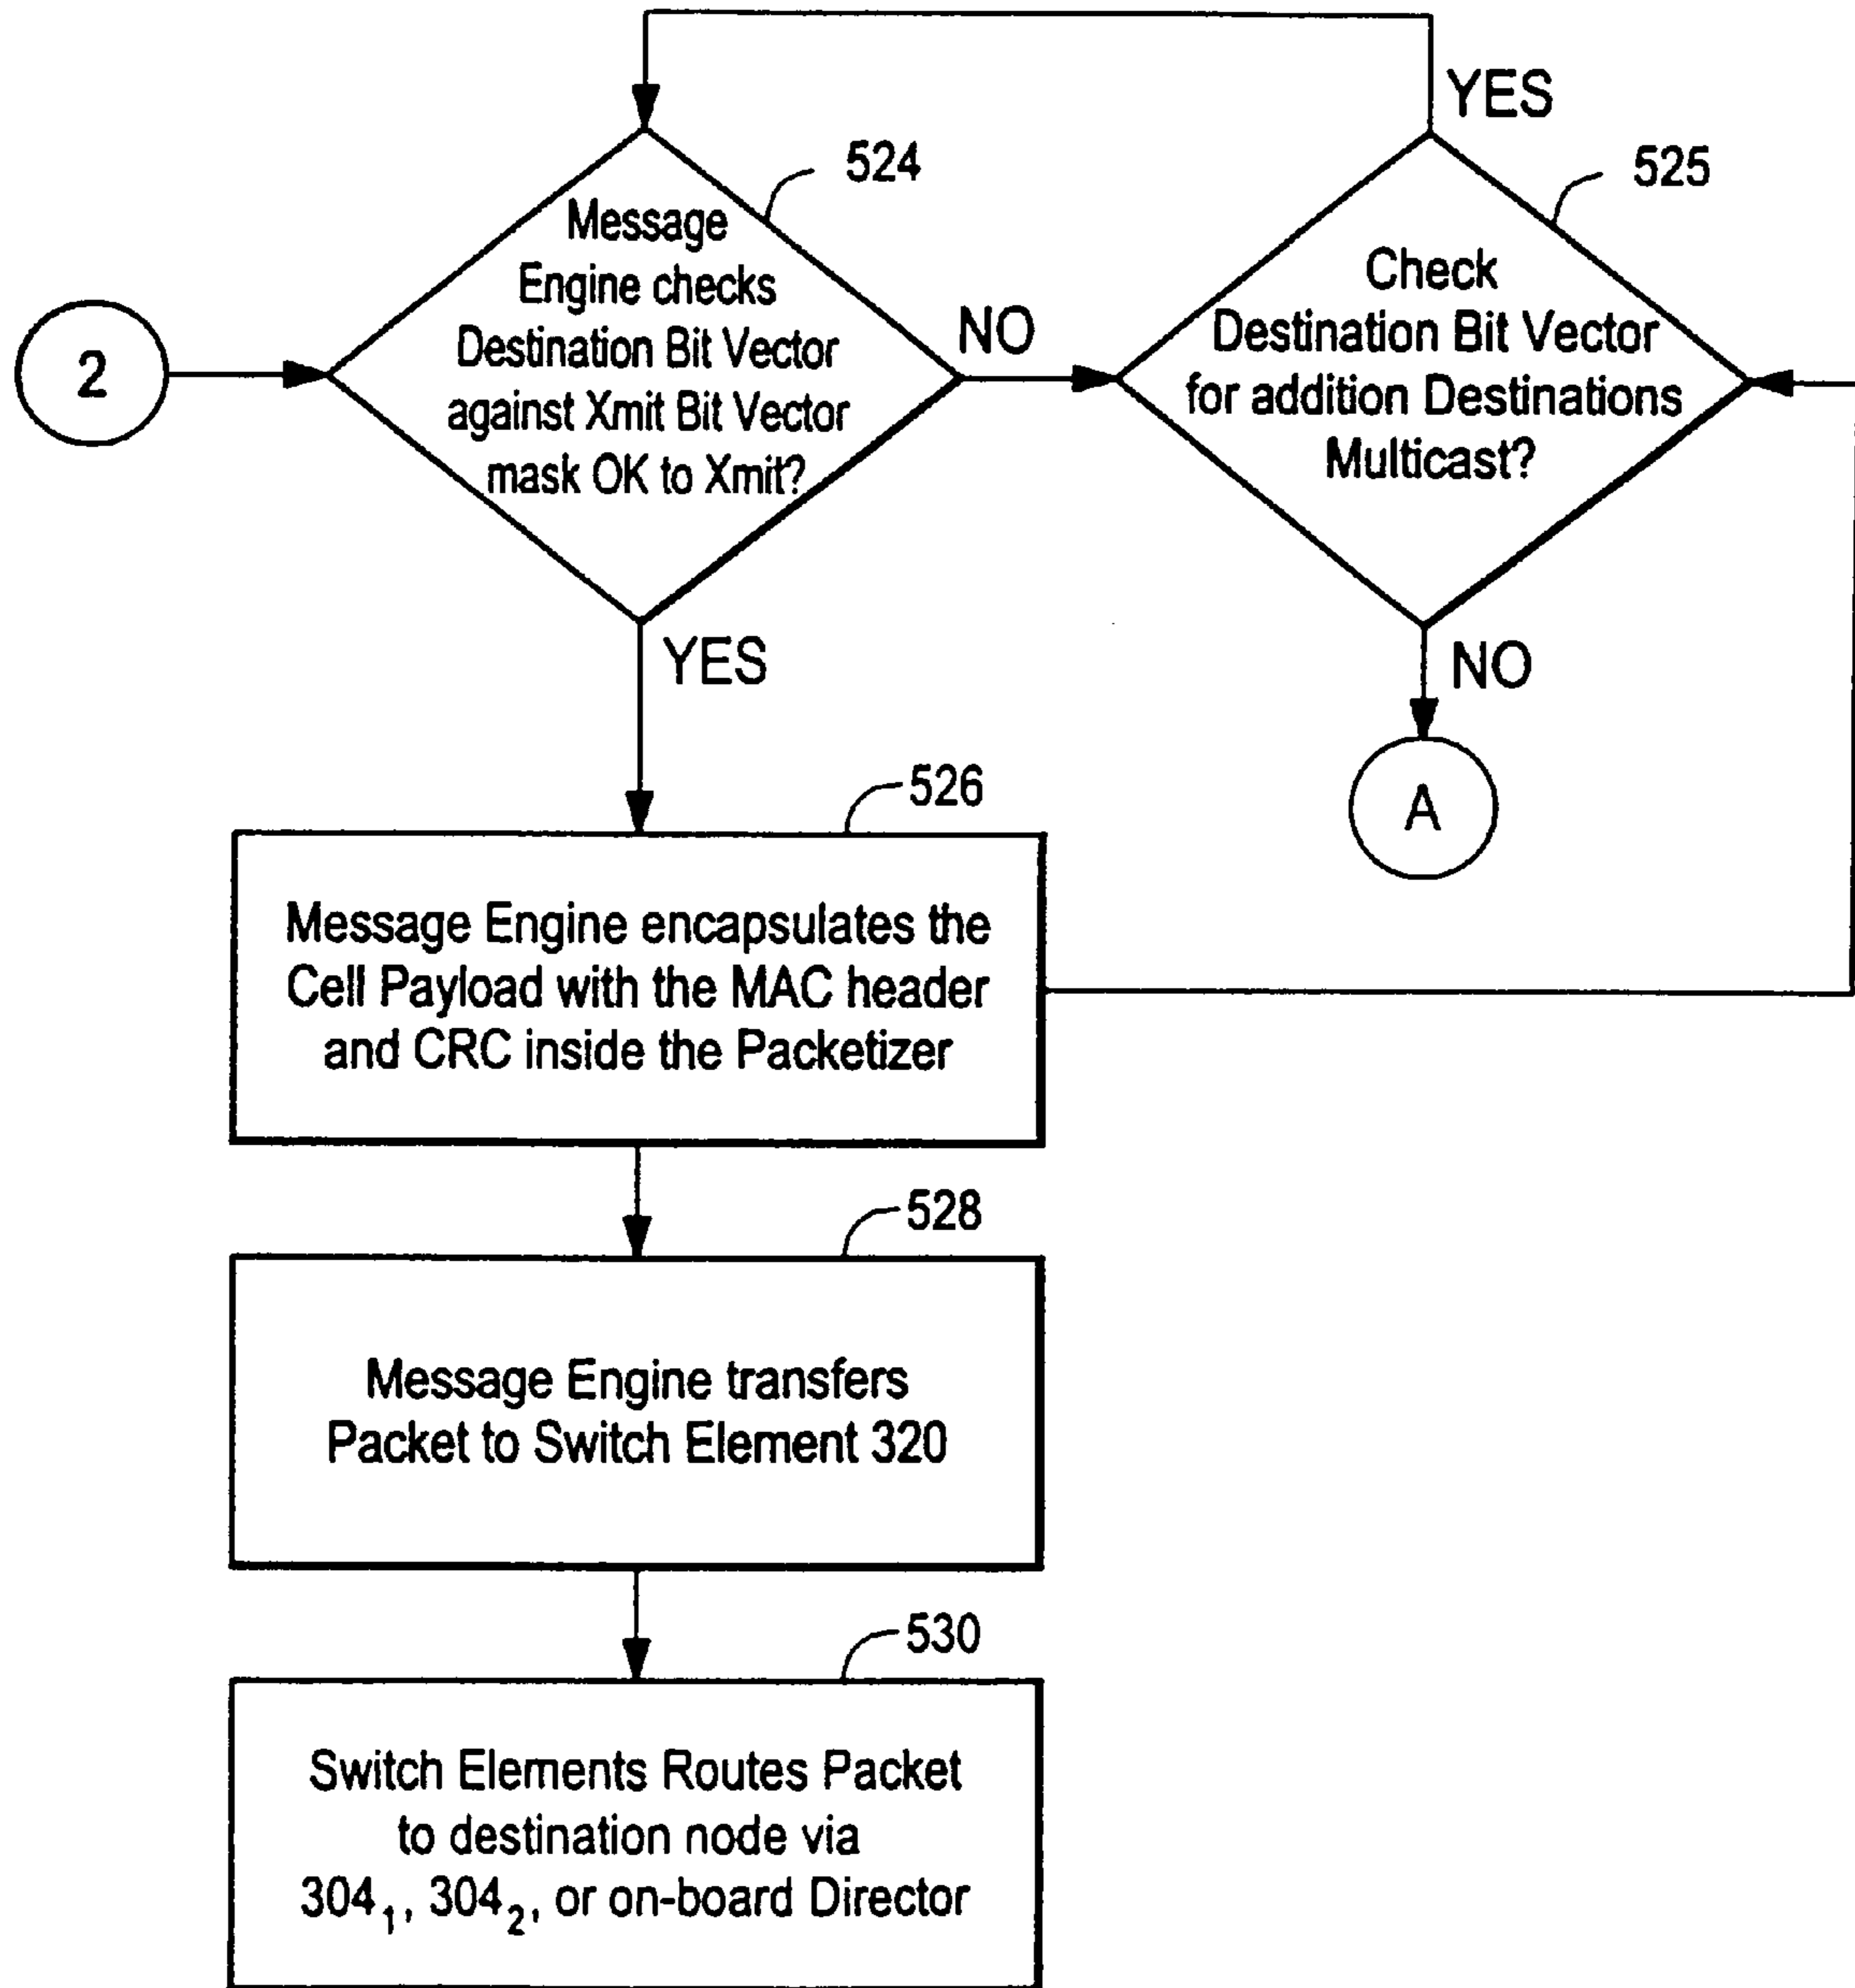 YES
524
525
Message
Engine checks
Destination Bit Vector
against Xmit Bit Vector
mask OK to Xmit?
Check
Destination Bit Vector
for addition Destinations
Multicast?
2
NO
YES
NO
A
526
Message Engine encapsulates the
Cell Payload with the MAC header
and CRC inside the Packetizer
528
Message Engine transfers
Packet to Switch Element 320
530
Switch Elements Routes Packet
to destination node via
304₁, 304₂, or on-board Director